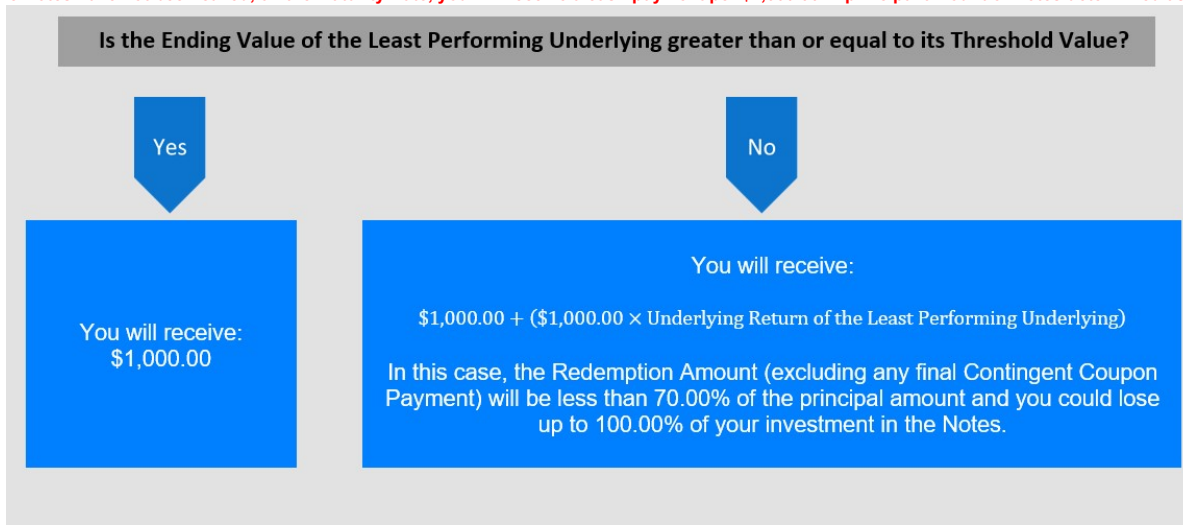 Is the Ending Value of the Least Performing Underlying greater than or equal to its Threshold Value?
Yes
No
You will receive:
$1,000.00
You will receive:
$1,000.00 + ($1,000.00 × Underlying Return of the Least Performing Underlying)
In this case, the Redemption Amount (excluding any final Contingent Coupon
Payment) will be less than 70.00% of the principal amount and you could lose
up to 100.00% of your investment in the Notes.